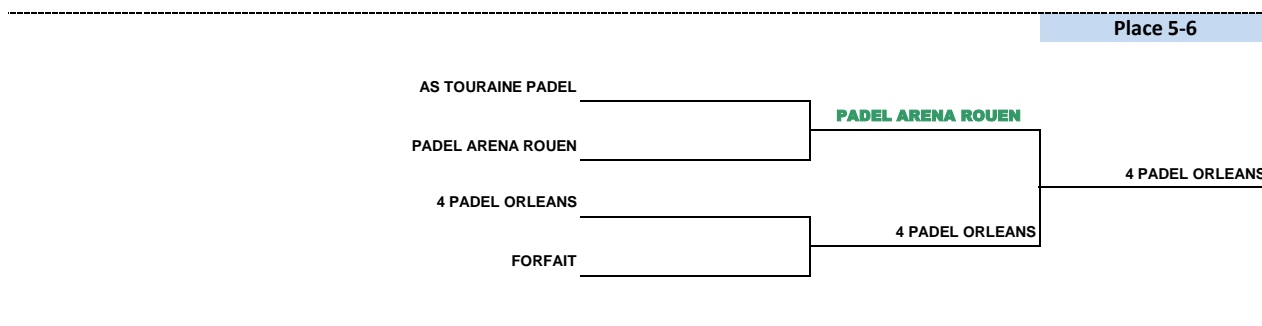 Place 5-6
AS TOURAINE PADEL
PADEL ARENA ROUEN
PADEL ARENA ROUEN
4 PADEL ORLEANS
4 PADEL ORLEANS
4 PADEL ORLEANS
FORFAIT